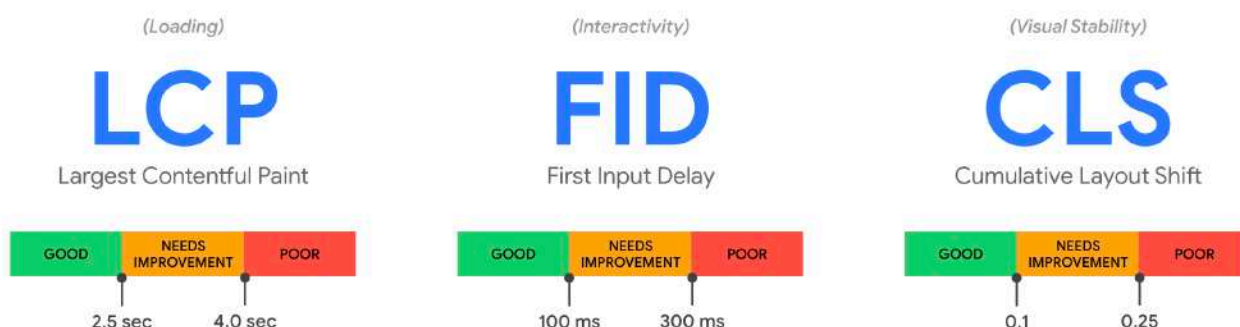 (Loading)
LCP
Largest Contentful Paint
GOOD
NEEDS
IMPROVEMENT
POOR
2.5 sec
4.0 sec
(Interactivity)
FID
First Input Delay
GOOD
NEEDS
IMPROVEMENT
POOR
100 ms
300 ms
(Visual Stability)
CLS
Cumulative Layout Shift
GOOD
NEEDS
IMPROVEMENT
POOR
0.1
0.25